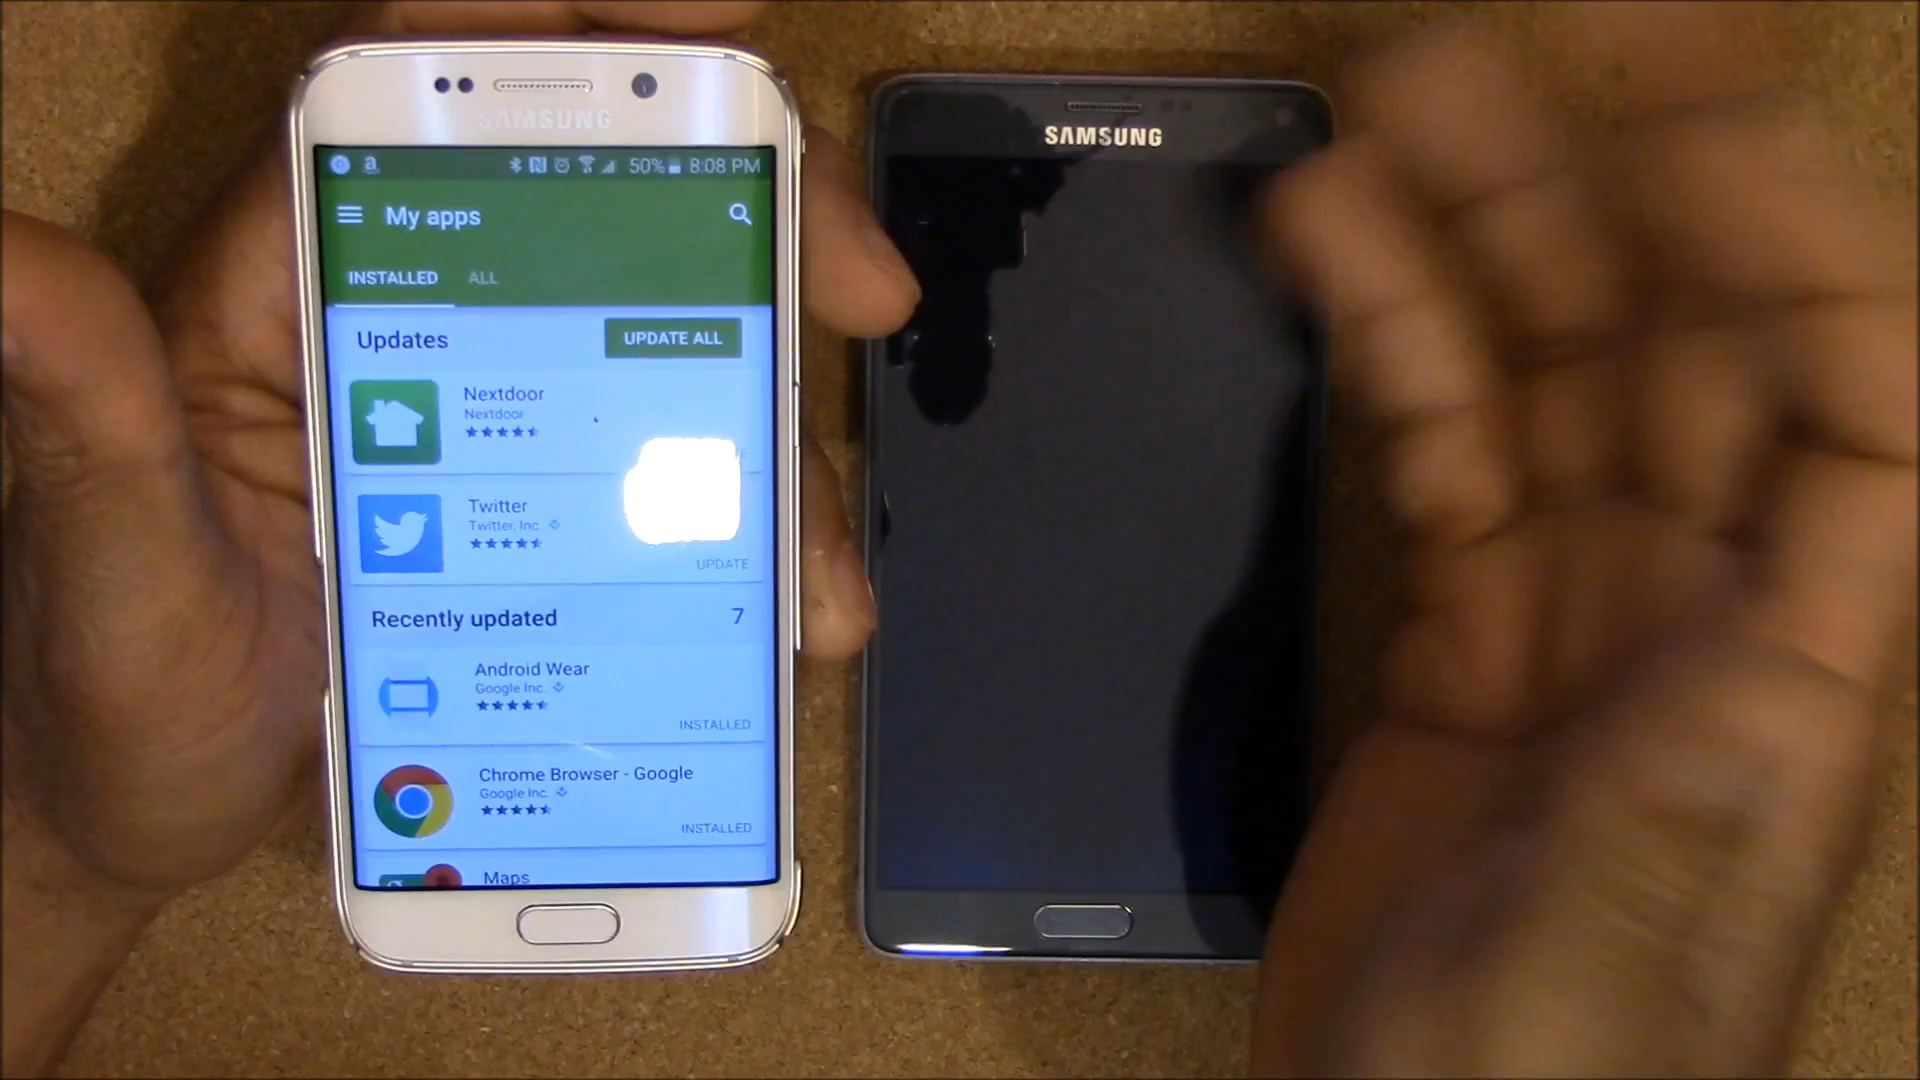 SAMSUNG
50% 8:08 PM
My apps
INSTALLED ALL
Updates UPDATE ALL
Nextdoor
Nextdoor
Twitter
Twitter, Inc.
UPDATE
Recently updated 7
Android Wear
Google Inc.
INSTALLED
Chrome Browser - Google
Google Inc.
INSTALLED
Maps
SAMSUNG